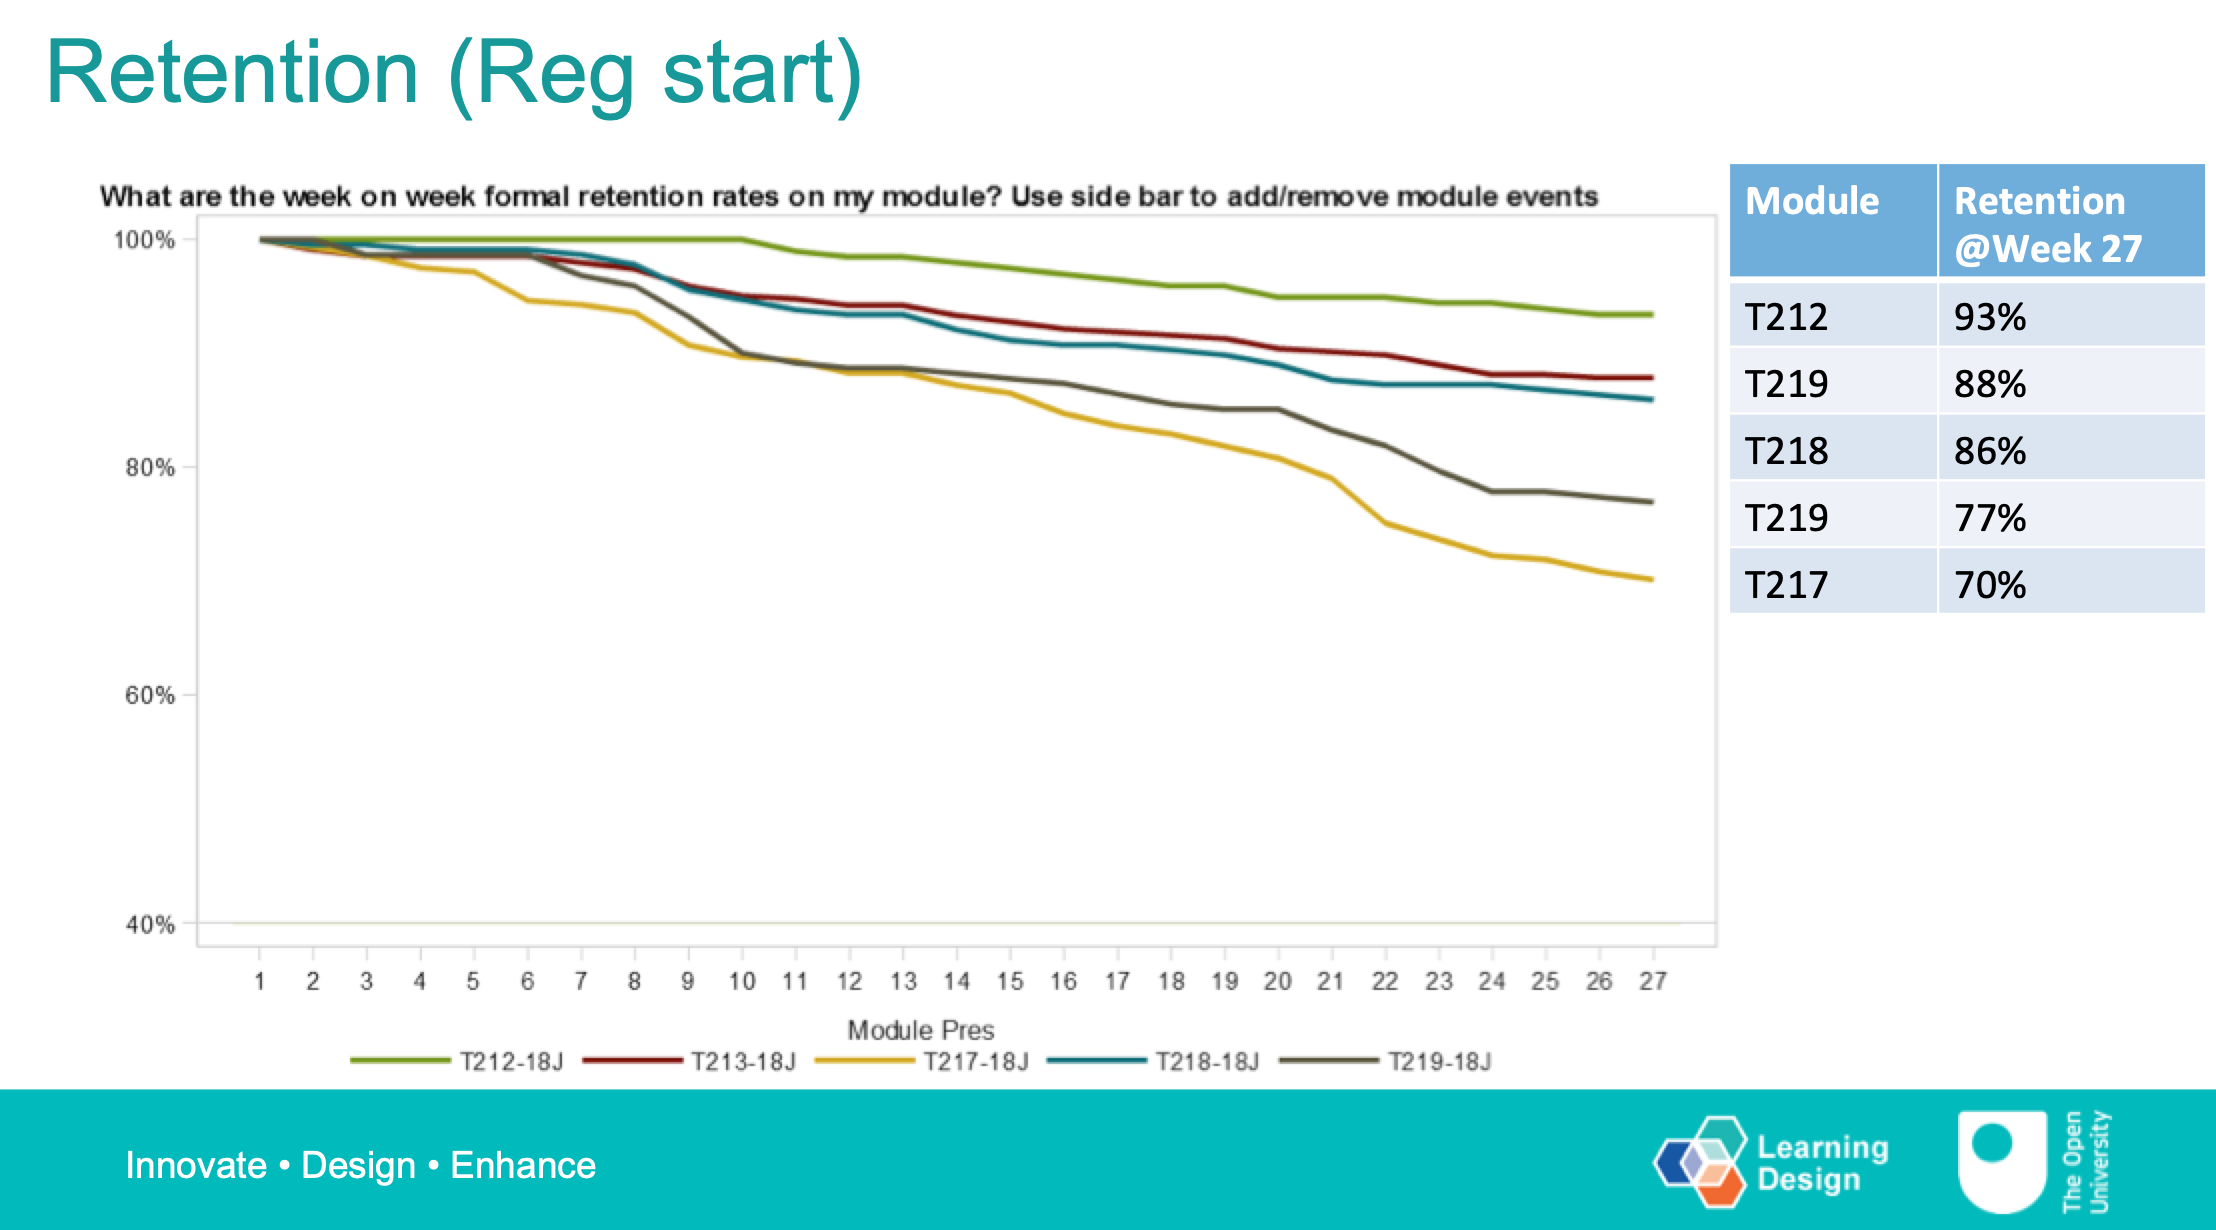 Retention (Reg start)
What are the week on week formal retention rates on my module? Use side bar to add/remove module events
100%
80%
60%
40%
1 2 3 4 5 6 7 8 9 10 11 12 13 14 15 16 17 18 19 20 21 22 23 24 25 26 27
Module Pres
T212-18J T213-18J T217-18J T218-18J T219-18J
Module Retention
@Week 27
T212 93%
T219 88%
T218 86%
T219 77%
T217 70%
Innovate • Design • Enhance
Learning
Design
The Open
University